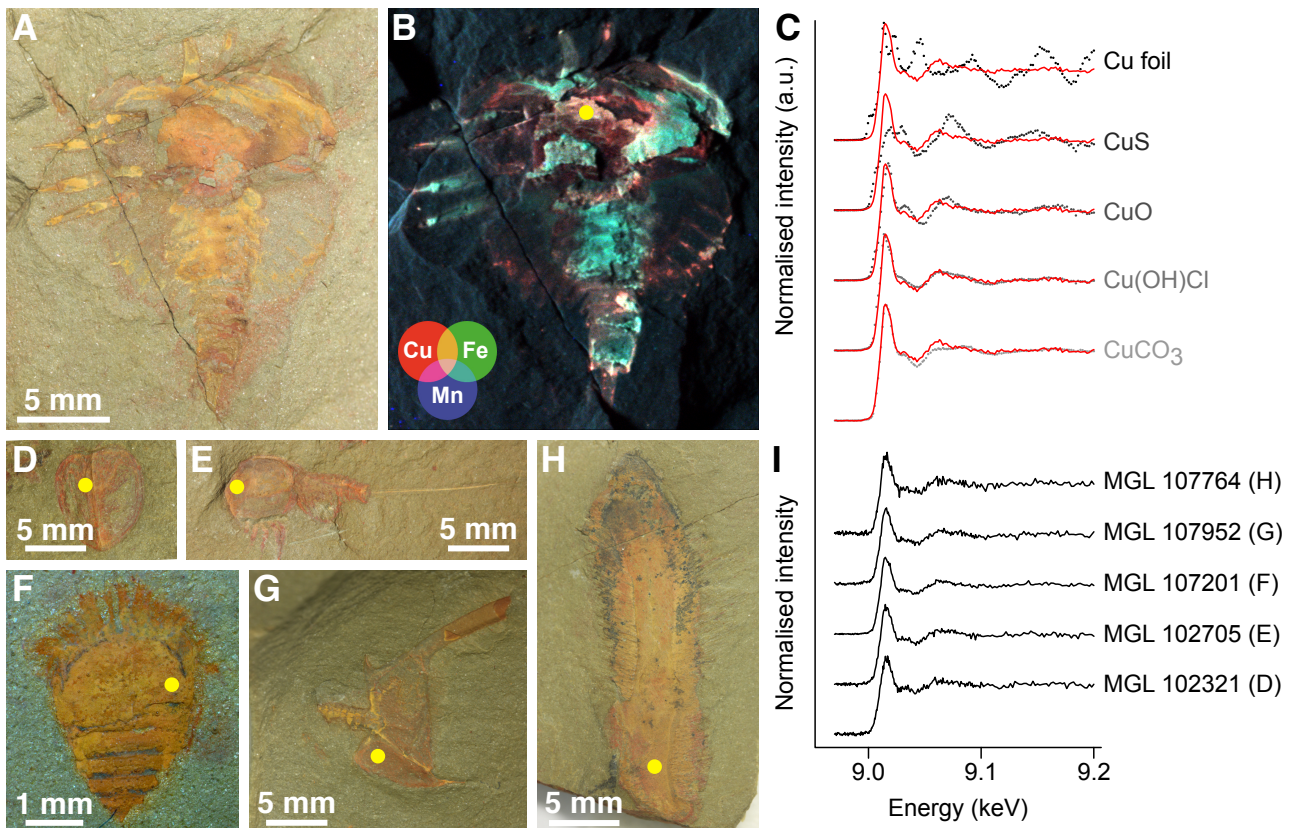 A
5 mm
B
Cu
Fe
Mn
C
Normalised intensity (a.u.)
Cu foil
CuS
CuO
Cu(OH)Cl
CuCO3
D
5 mm
E
5 mm
F
1 mm
G
5 mm
H
5 mm
I
Normalised intensity
MGL 107764 (H)
MGL 107952 (G)
MGL 107201 (F)
MGL 102705 (E)
MGL 102321 (D)
9.0
9.1
9.2
Energy (keV)